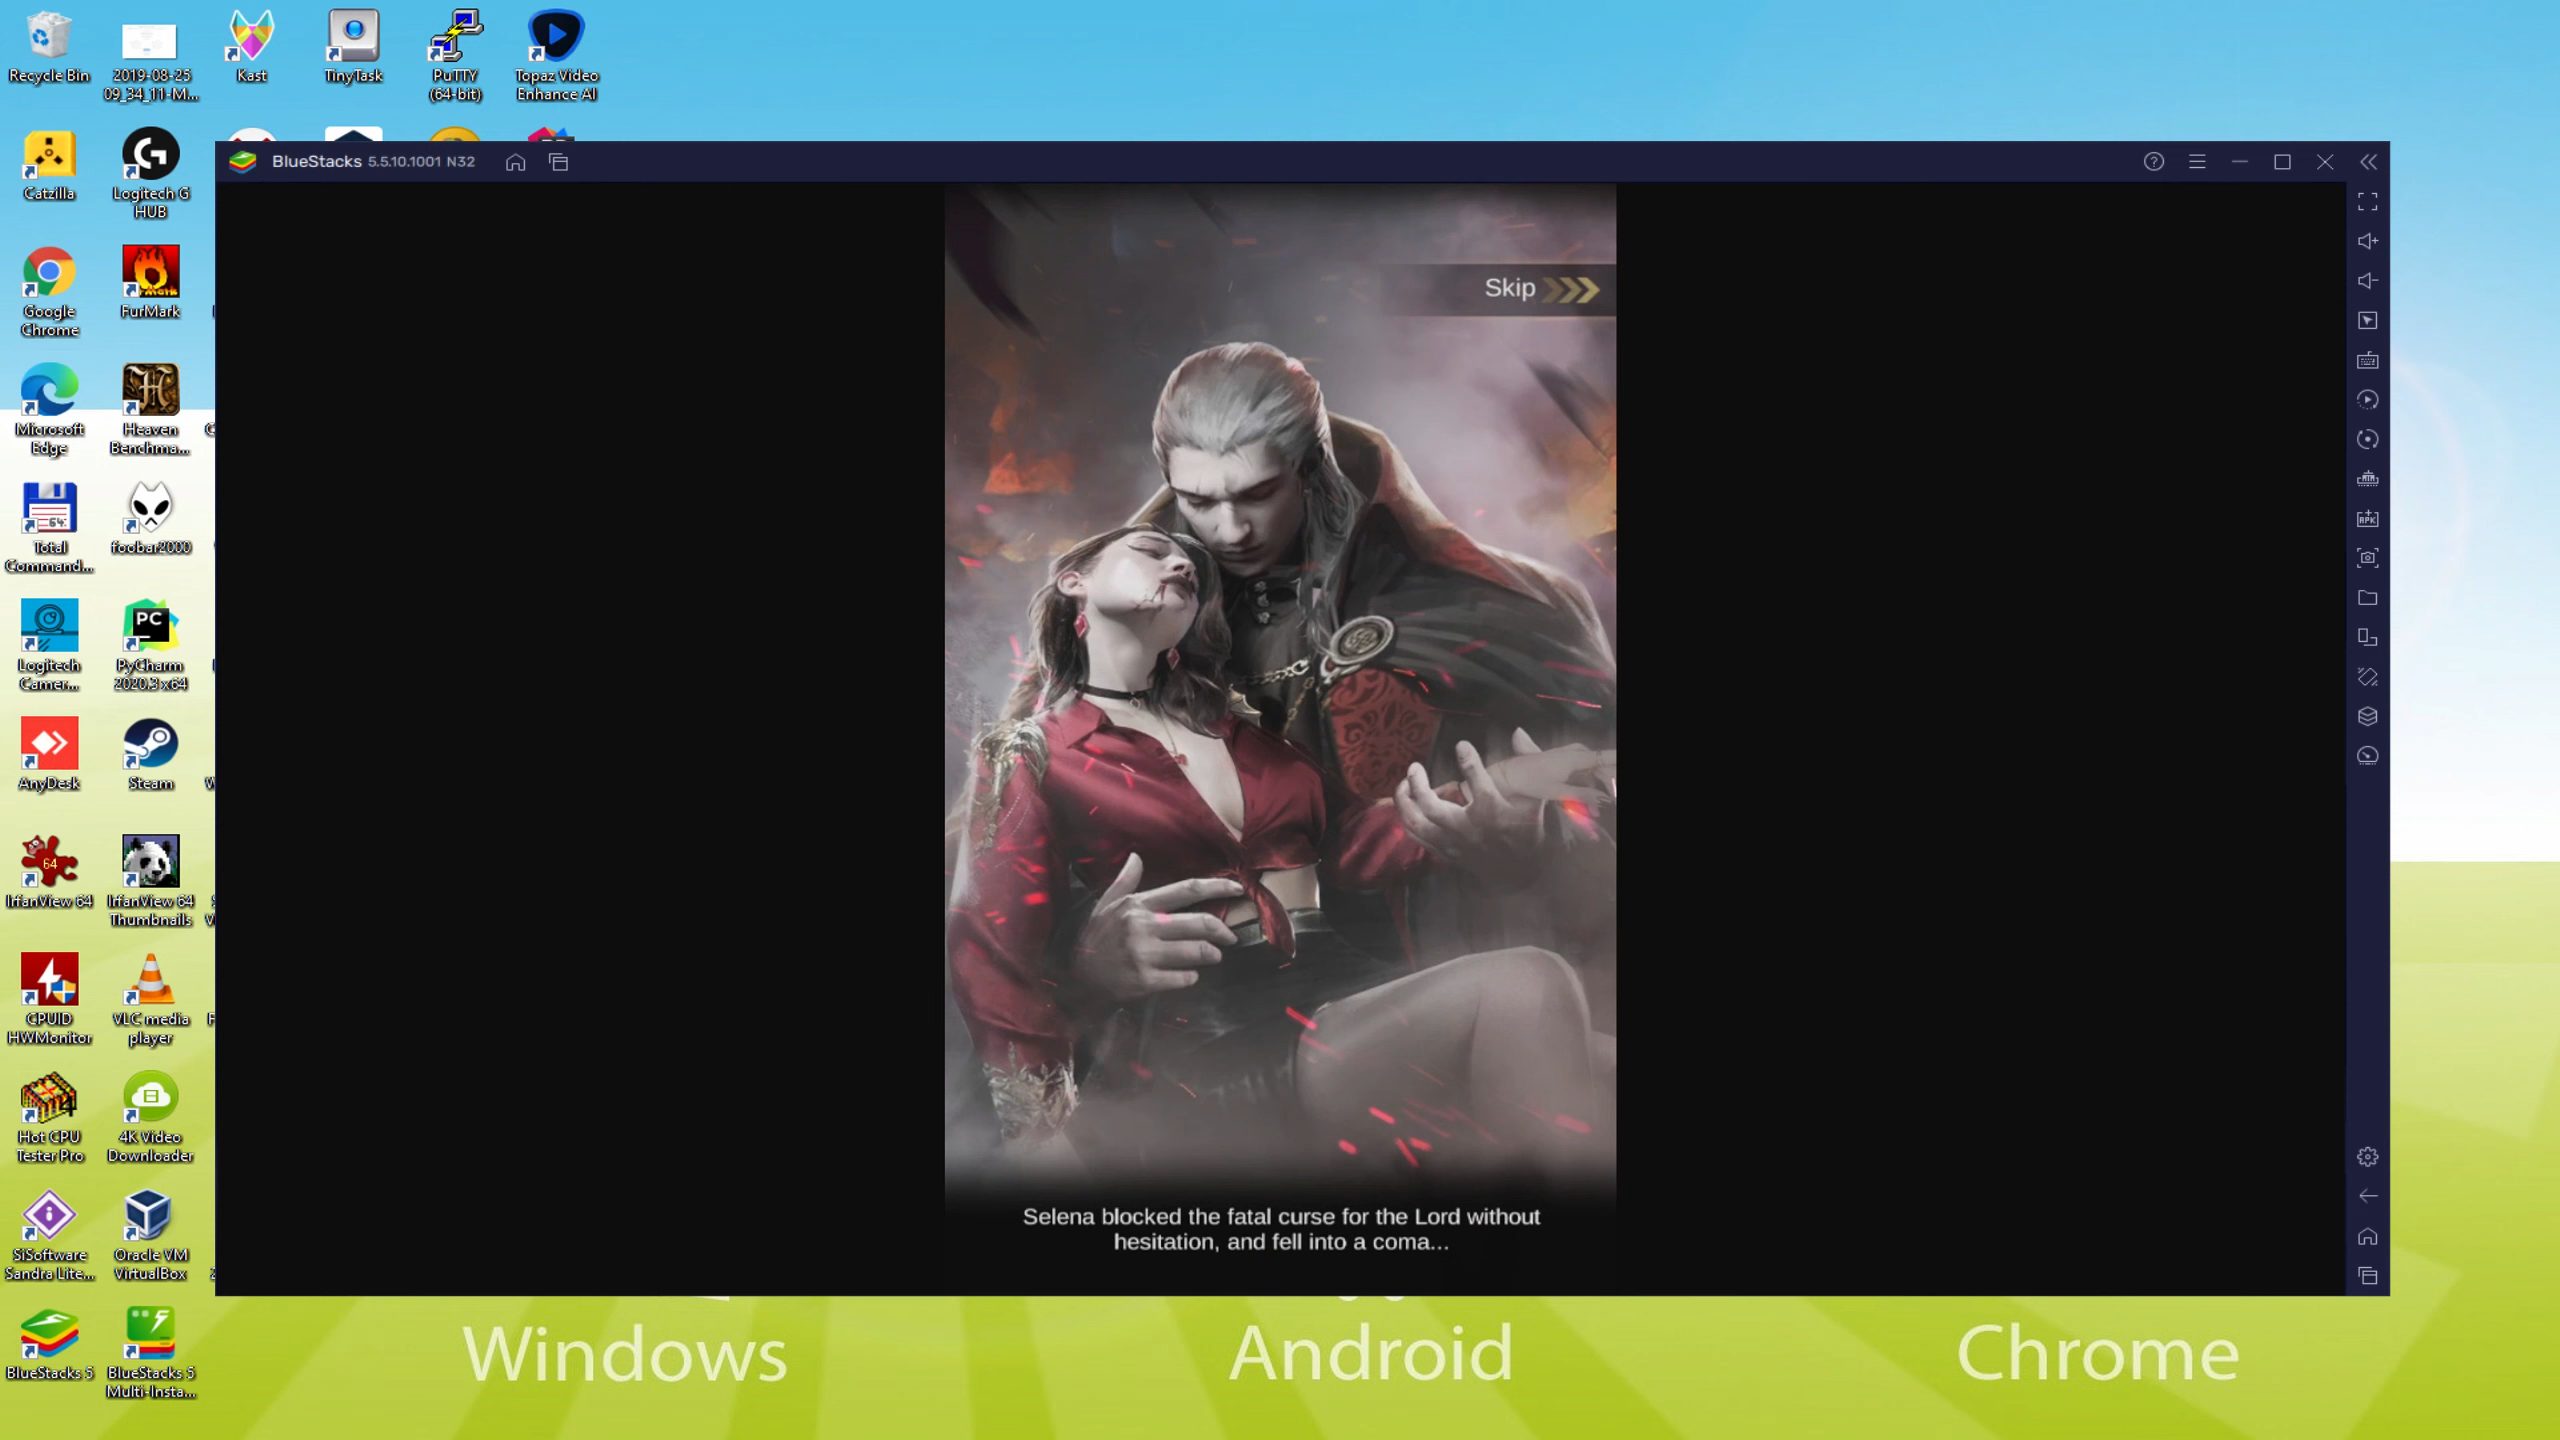 Recycle Bin
2019-08-25
09_34_11-M...
Kast
TinyTask
PuTTY
(64-bit)
Topaz Video
Enhance AI
Catzilla
Logitech G
HUB
BlueStacks 5.5.10.1001 N32
Google
Chrome
FurMark
Skip
Microsoft
Edge
Heaven
Benchma...
Total
Command...
foobar2000
APK
Logitech
Camer...
PC
PyCharm
2020.3 x64
AnyDesk
Steam
64
IrfanView 64
IrfanView 64
Thumbnails
CPUID
HWMonitor
VLC media
player
Hot CPU
Tester Pro
4K Video
Downloader
SiSoftware
Sandra Lite...
Oracle VM
VirtualBox
Selena blocked the fatal curse for the Lord without
hesitation, and fell into a coma...
BlueStacks 5
BlueStacks 5
Multi-Insta...
Windows
Android
Chrome